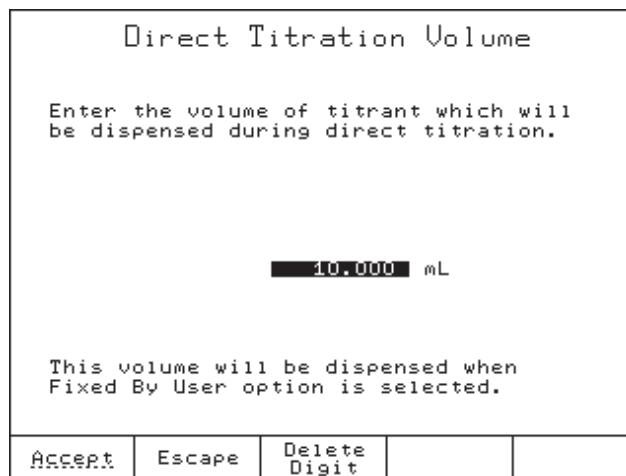 Direct Titration Volume
Enter the volume of titrant which will
be dispensed during direct titration.
10.000 mL
This volume will be dispensed when
Fixed By User option is selected.
Accept Escape Delete
Digit